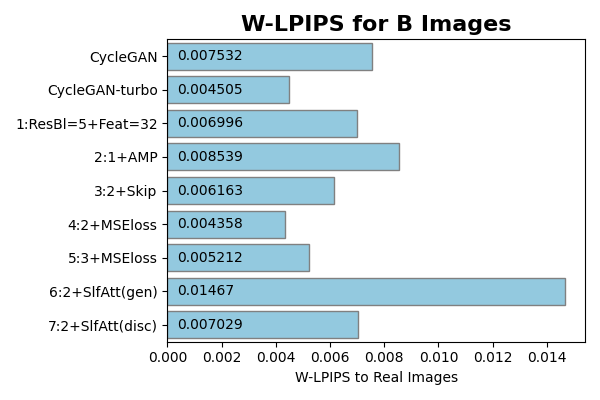 W-LPIPS for B Images
CycleGAN 0.007532
CycleGAN-turbo 0.004505
1:ResBl=5+Feat=32 0.006996
2:1+AMP 0.008539
3:2+Skip 0.006163
4:2+MSEloss 0.004358
5:3+MSEloss 0.005212
6:2+SlfAtt(gen) 0.01467
7:2+SlfAtt(disc) 0.007029
0.000 0.002 0.004 0.006 0.008 0.010 0.012 0.014
W-LPIPS to Real Images